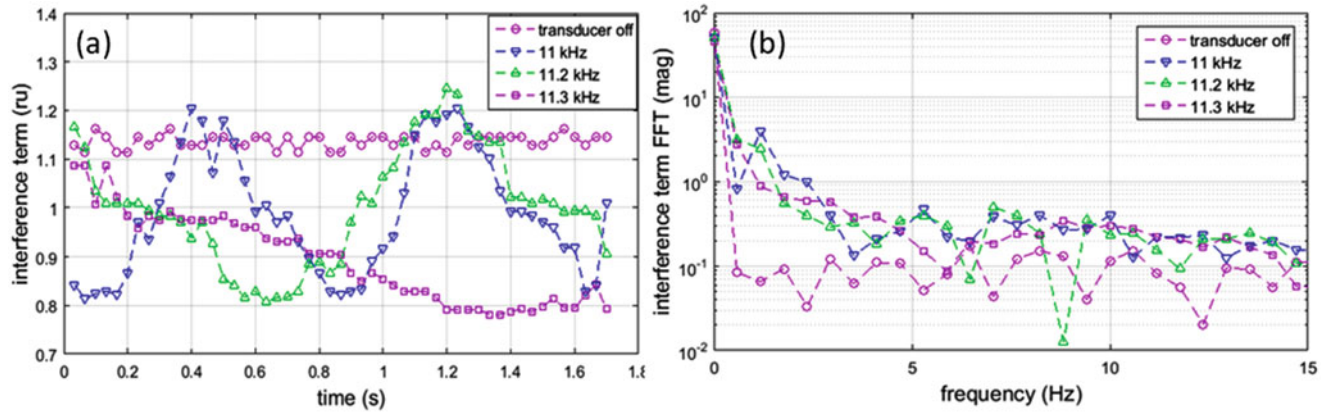 (a)
transducer off
11 kHz
11.2 kHz
11.3 kHz
interference term (ru)
1.4
1.3
1.2
1.1
1
0.9
0.8
0.7
0 0.2 0.4 0.6 0.8 1 1.2 1.4 1.6
time (s)
(b)
transducer off
11 kHz
11.2 kHz
11.3 kHz
interference term FFT (mag)
10^2
10^1
10^0
10^-1
10^-2
0 5 10 15
frequency (Hz)